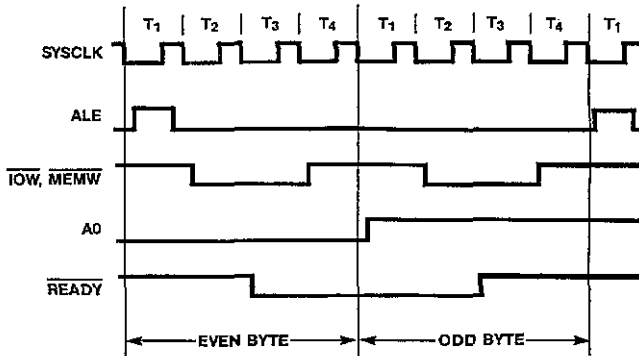 T1 T2 T3 T4 T1 T2 T3 T4 T1
SYSCLK
ALE
IOW, MEMW
A0
READY
EVEN BYTE ODD BYTE